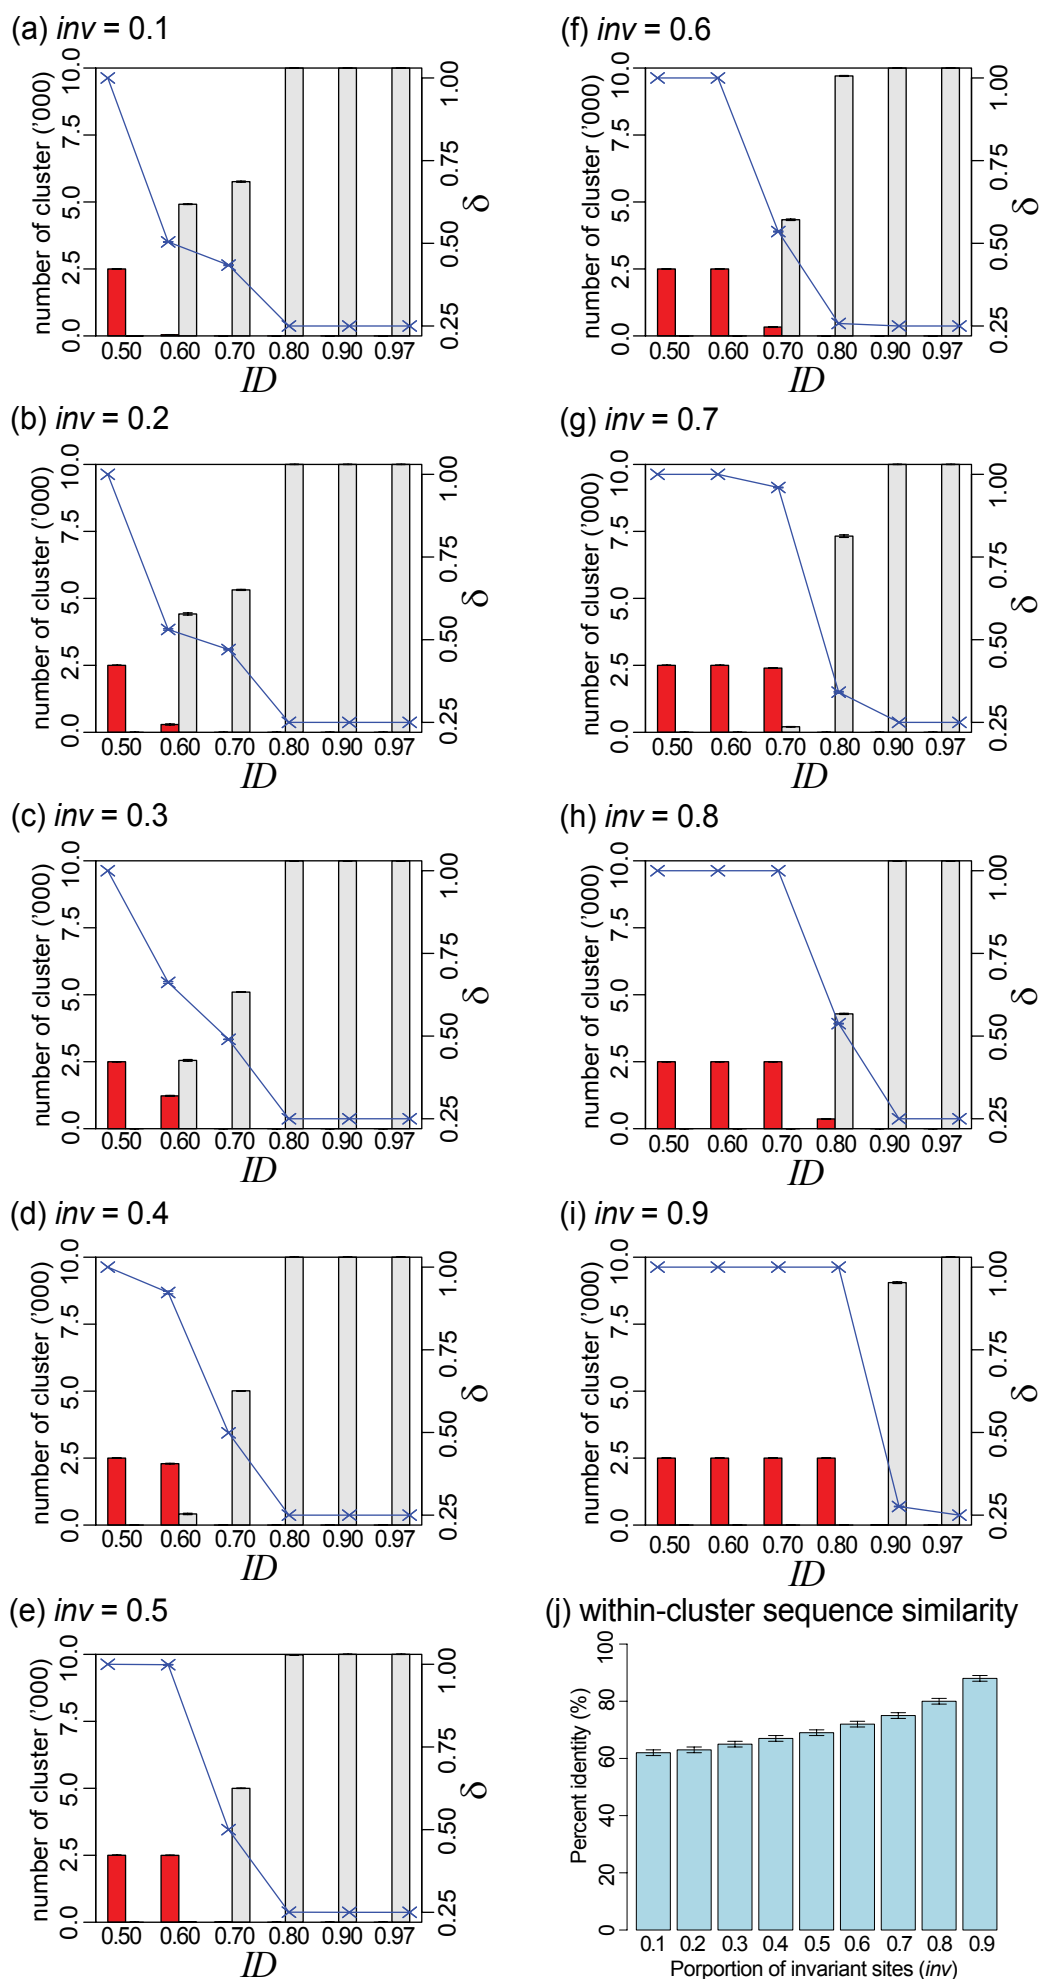 (a) inv = 0.1
number of cluster ('000)
0.0 2.5 5.0 7.5 10.0
0.25 0.50 0.75 1.00
δ
0.50 0.60 0.70 0.80 0.90 0.97
ID
(b) inv = 0.2
number of cluster ('000)
0.0 2.5 5.0 7.5 10.0
0.25 0.50 0.75 1.00
δ
0.50 0.60 0.70 0.80 0.90 0.97
ID
(c) inv = 0.3
number of cluster ('000)
0.0 2.5 5.0 7.5 10.0
0.25 0.50 0.75 1.00
δ
0.50 0.60 0.70 0.80 0.90 0.97
ID
(d) inv = 0.4
number of cluster ('000)
0.0 2.5 5.0 7.5 10.0
0.25 0.50 0.75 1.00
δ
0.50 0.60 0.70 0.80 0.90 0.97
ID
(e) inv = 0.5
number of cluster ('000)
0.0 2.5 5.0 7.5 10.0
0.25 0.50 0.75 1.00
δ
0.50 0.60 0.70 0.80 0.90 0.97
ID
(f) inv = 0.6
number of cluster ('000)
0.0 2.5 5.0 7.5 10.0
0.25 0.50 0.75 1.00
δ
0.50 0.60 0.70 0.80 0.90 0.97
ID
(g) inv = 0.7
number of cluster ('000)
0.0 2.5 5.0 7.5 10.0
0.25 0.50 0.75 1.00
δ
0.50 0.60 0.70 0.80 0.90 0.97
ID
(h) inv = 0.8
number of cluster ('000)
0.0 2.5 5.0 7.5 10.0
0.25 0.50 0.75 1.00
δ
0.50 0.60 0.70 0.80 0.90 0.97
ID
(i) inv = 0.9
number of cluster ('000)
0.0 2.5 5.0 7.5 10.0
0.25 0.50 0.75 1.00
δ
0.50 0.60 0.70 0.80 0.90 0.97
ID
(j) within-cluster sequence similarity
Percent identity (%)
0 20 40 60 80 100
0.1 0.2 0.3 0.4 0.5 0.6 0.7 0.8 0.9
Porportion of invariant sites (inv)